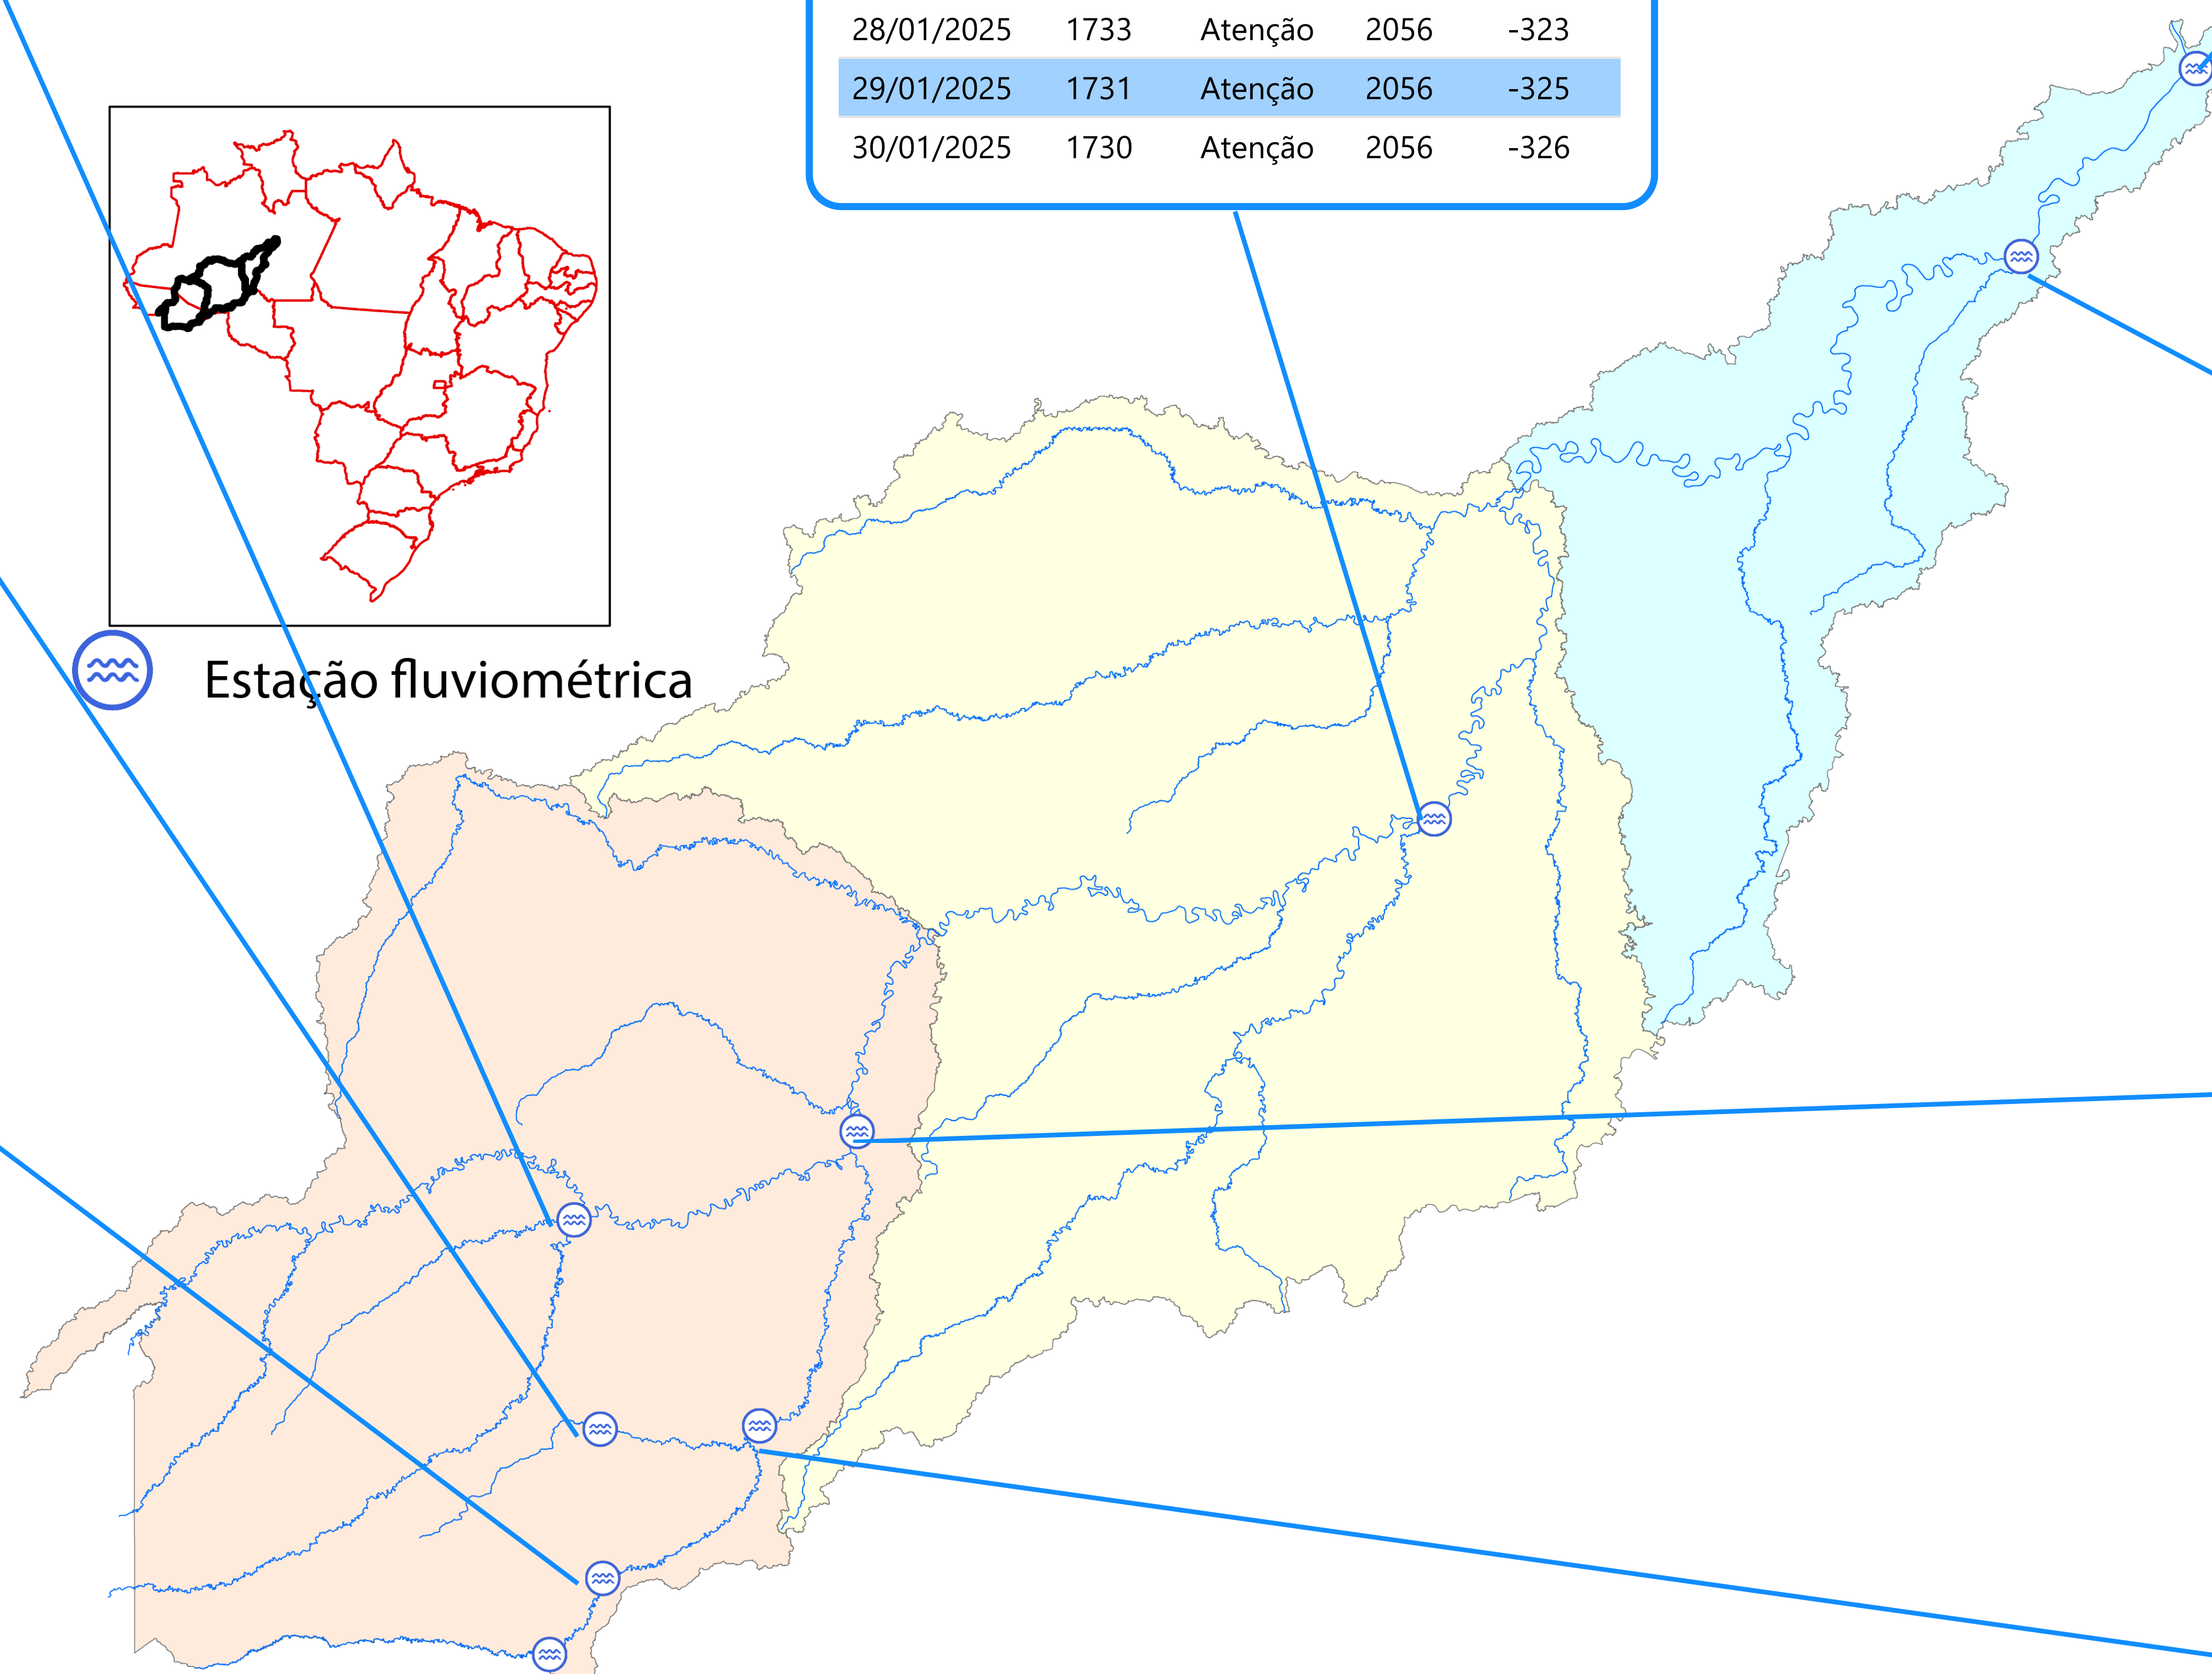 28/01/2025 1733 Atenção 2056 -323
29/01/2025 1731 Atenção 2056 -325
30/01/2025 1730 Atenção 2056 -326
Estação fluviométrica